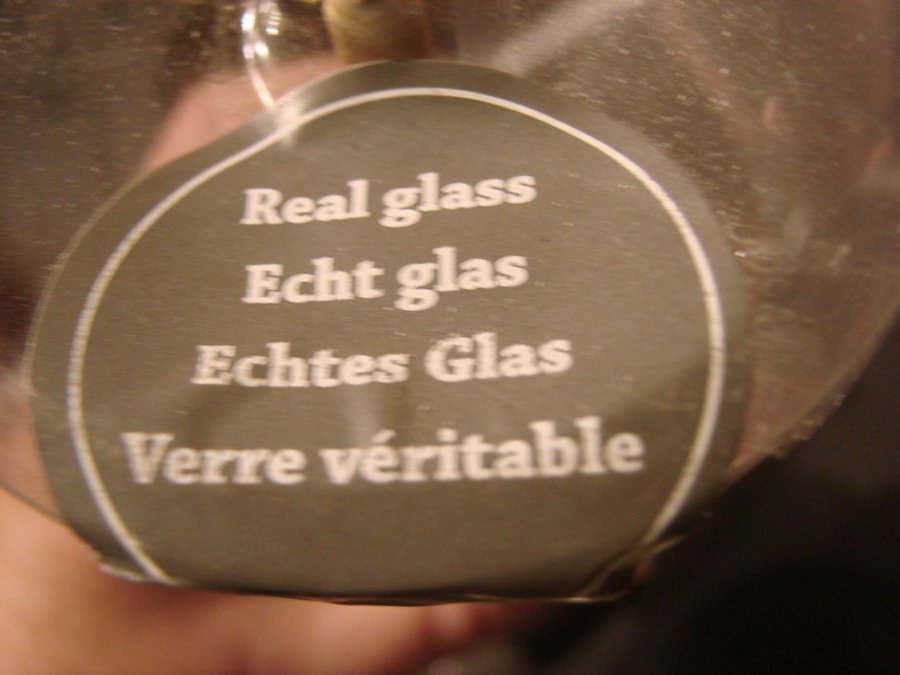 Real glass
Echt glas
Echtes Glas
Verre véritable